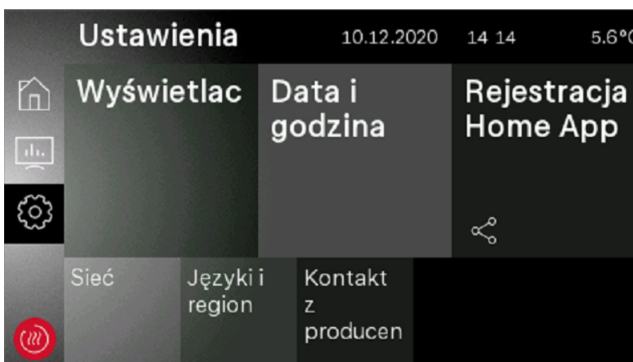 Ustawienia 10.12.2020 14 14 5.6°C
Wyświetlac
Data i
godzina
Rejestracja
Home App
Sieć
Języki i
region
Kontakt
z
producen